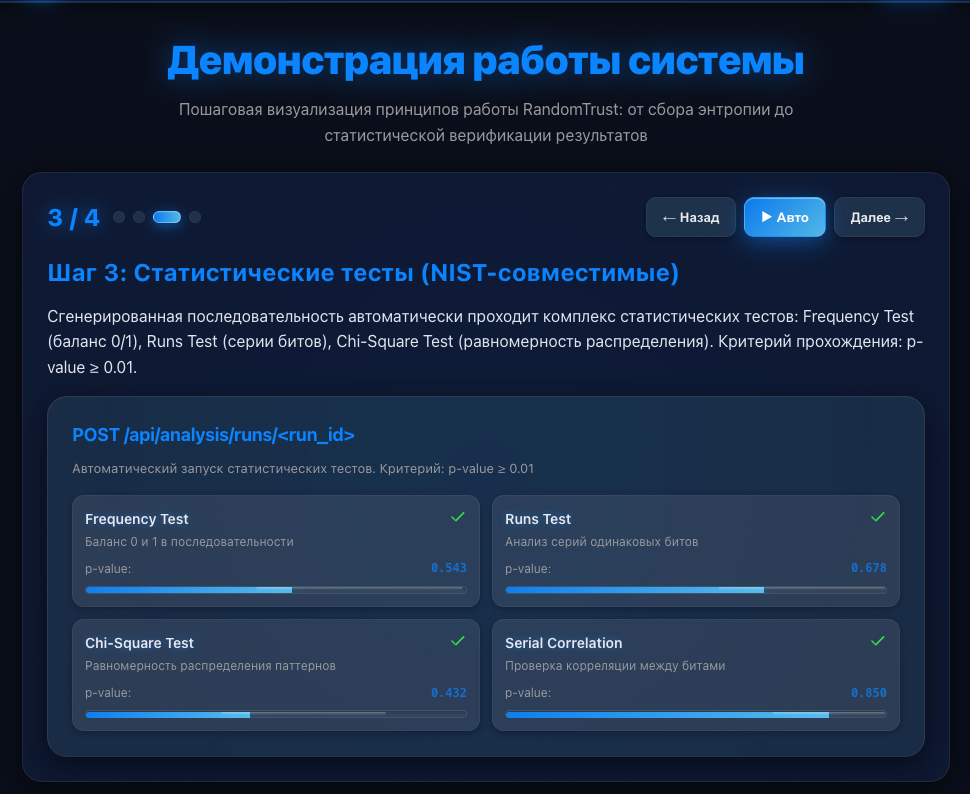 Демонстрация работы системы
Пошаговая визуализация принципов работы RandomTrust: от сбора энтропии до
статистической верификации результатов
3 / 4
← Назад
▶ Авто
Далее →
Шаг 3: Статистические тесты (NIST-совместимые)
Сгенерированная последовательность автоматически проходит комплекс статистических тестов: Frequency Test
(баланс 0/1), Runs Test (серии битов), Chi-Square Test (равномерность распределения). Критерий прохождения: p-
value ≥ 0.01.
POST /api/analysis/runs/<run_id>
Автоматический запуск статистических тестов. Критерий: p-value ≥ 0.01
Frequency Test
Баланс 0 и 1 в последовательности
p-value: 0.543
Runs Test
Анализ серий одинаковых битов
p-value: 0.678
Chi-Square Test
Равномерность распределения паттернов
p-value: 0.432
Serial Correlation
Проверка корреляции между битами
p-value: 0.850